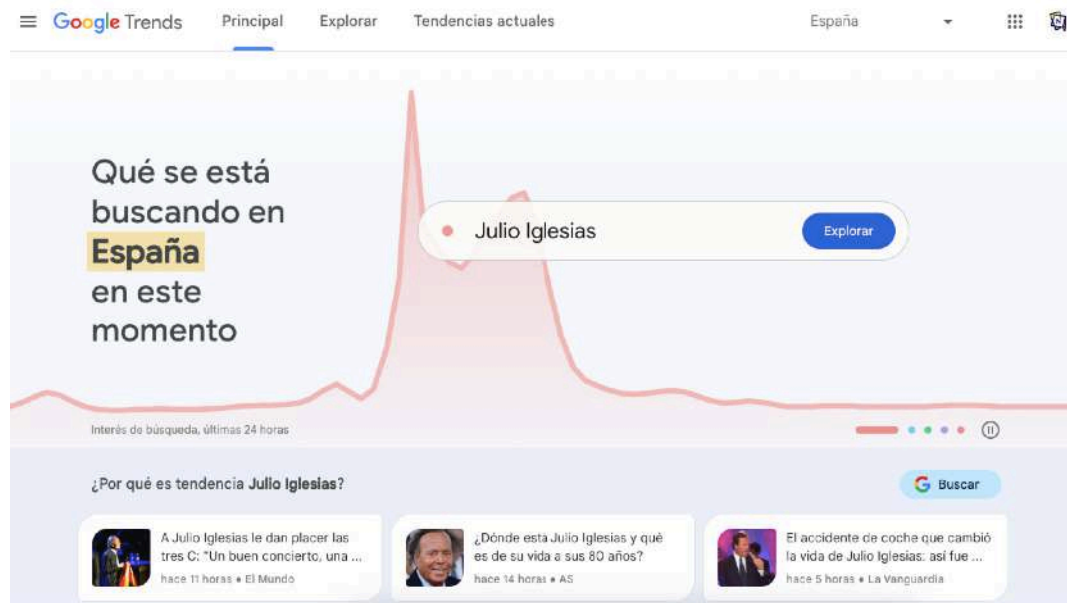 Google Trends
Principal
Explorar
Tendencias actuales
España
Qué se está
buscando en
España
en este
momento
Julio Iglesias
Explorar
Interés de búsqueda, últimas 24 horas
¿Por qué es tendencia Julio Iglesias?
Buscar
A Julio Iglesias le dan placer las
tres C: "Un buen concierto, una ...
hace 11 horas • El Mundo
¿Dónde está Julio Iglesias y qué
es de su vida a sus 80 años?
hace 14 horas • AS
El accidente de coche que cambió
la vida de Julio Iglesias: así fue ...
hace 5 horas • La Vanguardia